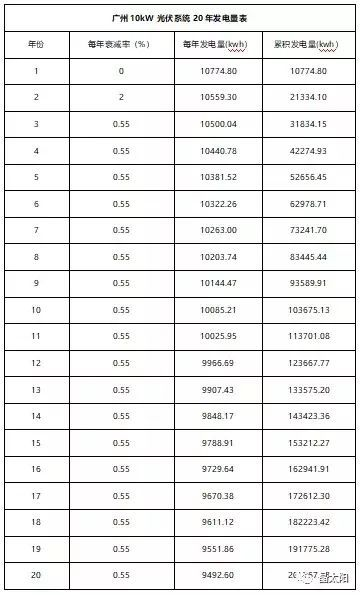 广州 10kW 光伏系统 20 年发电量表
年份 每年衰减率（%） 每年发电量(kwh) 累积发电量(kwh)
1 0 10774.80 10774.80
2 2 10559.30 21334.10
3 0.55 10500.04 31834.15
4 0.55 10440.78 42274.93
5 0.55 10381.52 52656.45
6 0.55 10322.26 62978.71
7 0.55 10263.00 73241.70
8 0.55 10203.74 83445.44
9 0.55 10144.47 93589.91
10 0.55 10085.21 103675.13
11 0.55 10025.95 113701.08
12 0.55 9966.69 123667.77
13 0.55 9907.43 133575.20
14 0.55 9848.17 143423.36
15 0.55 9788.91 153212.27
16 0.55 9729.64 162941.91
17 0.55 9670.38 172612.30
18 0.55 9611.12 182223.42
19 0.55 9551.86 191775.28
20 0.55 9492.60